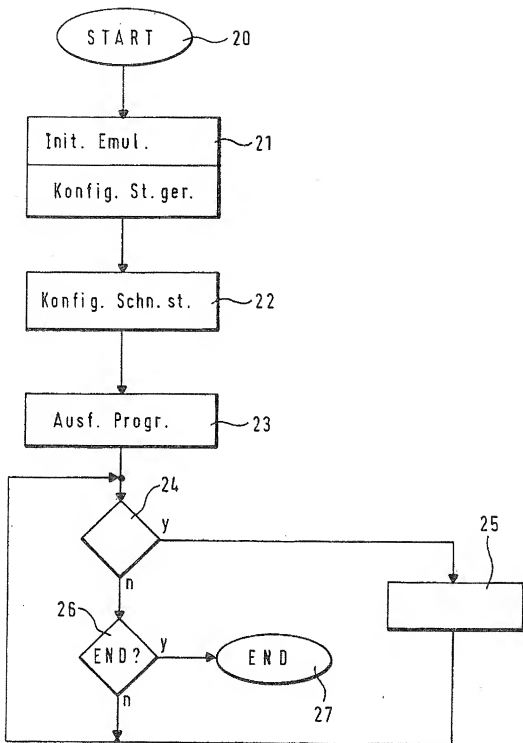 START
20
Init. Emul.
21
Konfig. St.ger.
Konfig. Schn.st.
22
Ausf. Progr.
23
24
y
25
n
26
END?
y
END
27
n